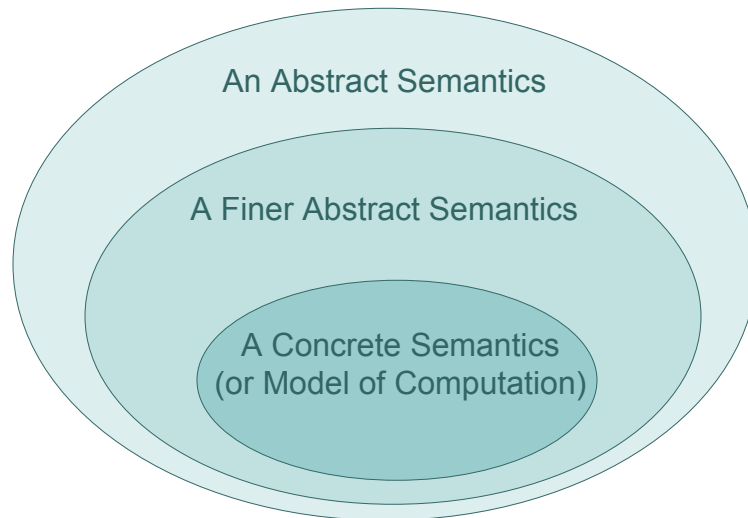 An Abstract Semantics
A Finer Abstract Semantics
A Concrete Semantics
(or Model of Computation)